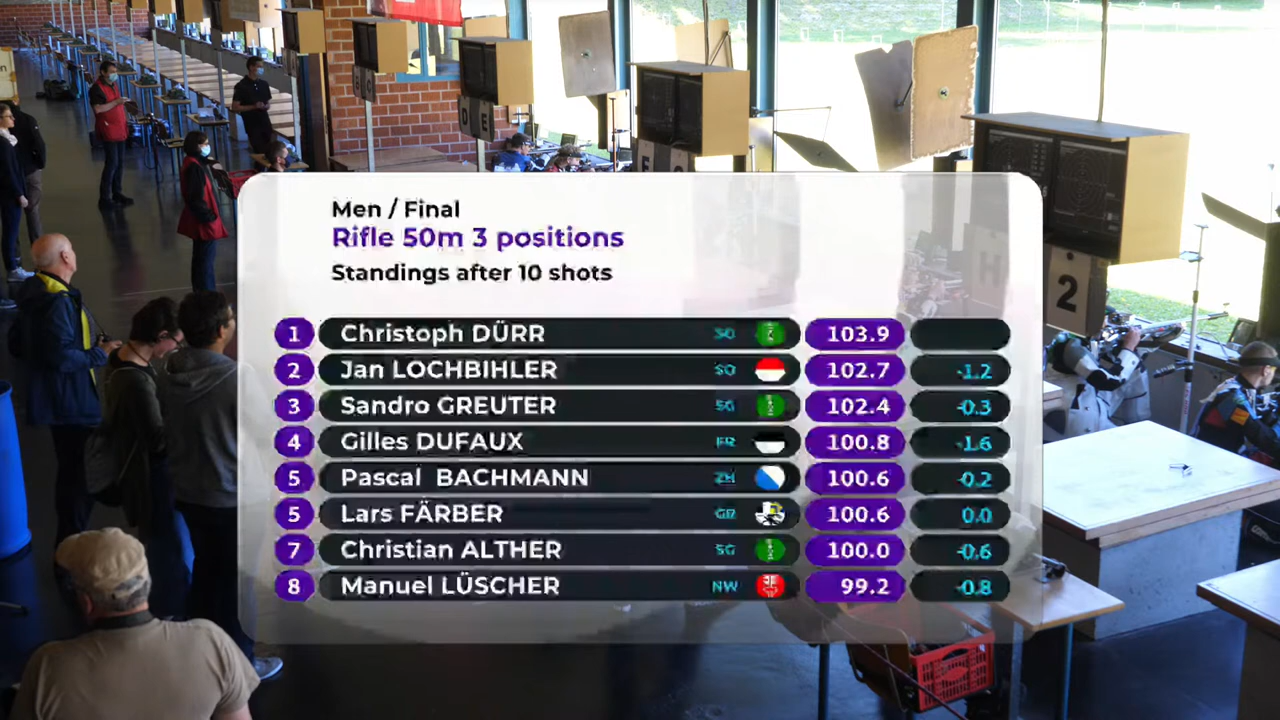 Men / Final
Rifle 50m 3 positions
Standings after 10 shots
1 Christoph DÜRR SG 103.9
2 Jan LOCHBIHLER SO 102.7 -1.2
3 Sandro GREUTER SG 102.4 -0.3
4 Gilles DUFAUX FR 100.8 -1.6
5 Pascal BACHMANN ZH 100.6 -0.2
5 Lars FÄRBER GR 100.6 0.0
7 Christian ALTHER SG 100.0 -0.6
8 Manuel LÜSCHER NW 99.2 -0.8
D E
H
2